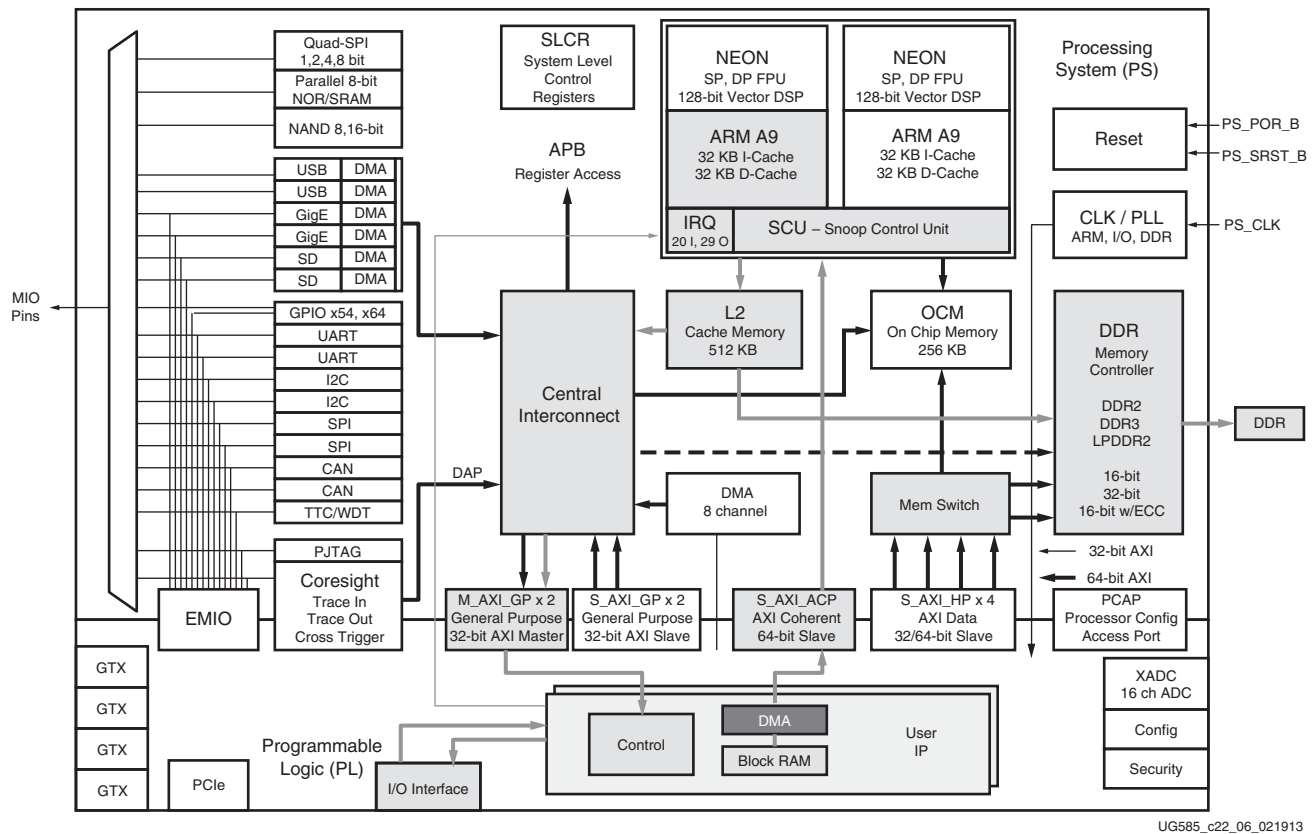 Quad-SPI
1,2,4,8 bit
Parallel 8-bit
NOR/SRAM
NAND 8,16-bit
USB DMA
USB DMA
GigE DMA
GigE DMA
SD DMA
SD DMA
MIO
Pins
GPIO x54, x64
UART
UART
I2C
I2C
SPI
SPI
CAN
CAN
TTC/WDT
PJTAG
Coresight
Trace In
Trace Out
Cross Trigger
EMIO
SLCR
System Level
Control
Registers
APB
Register Access
NEON
SP, DP FPU
128-bit Vector DSP
ARM A9
32 KB I-Cache
32 KB D-Cache
NEON
SP, DP FPU
128-bit Vector DSP
ARM A9
32 KB I-Cache
32 KB D-Cache
IRQ
20 I, 29 O
SCU – Snoop Control Unit
Processing
System (PS)
Reset
PS_POR_B
PS_SRST_B
CLK / PLL
ARM, I/O, DDR
PS_CLK
L2
Cache Memory
512 KB
OCM
On Chip Memory
256 KB
Central
Interconnect
DAP
DMA
8 channel
Mem Switch
DDR
Memory
Controller
DDR2
DDR3
LPDDR2
16-bit
32-bit
16-bit w/ECC
DDR
32-bit AXI
64-bit AXI
M_AXI_GP x 2
General Purpose
32-bit AXI Master
S_AXI_GP x 2
General Purpose
32-bit AXI Slave
S_AXI_ACP
AXI Coherent
64-bit Slave
S_AXI_HP x 4
AXI Data
32/64-bit Slave
PCAP
Processor Config
Access Port
GTX
GTX
GTX
GTX
PCIe
Programmable
Logic (PL)
I/O Interface
Control
DMA
Block RAM
User
IP
XADC
16 ch ADC
Config
Security
UG585_c22_06_021913